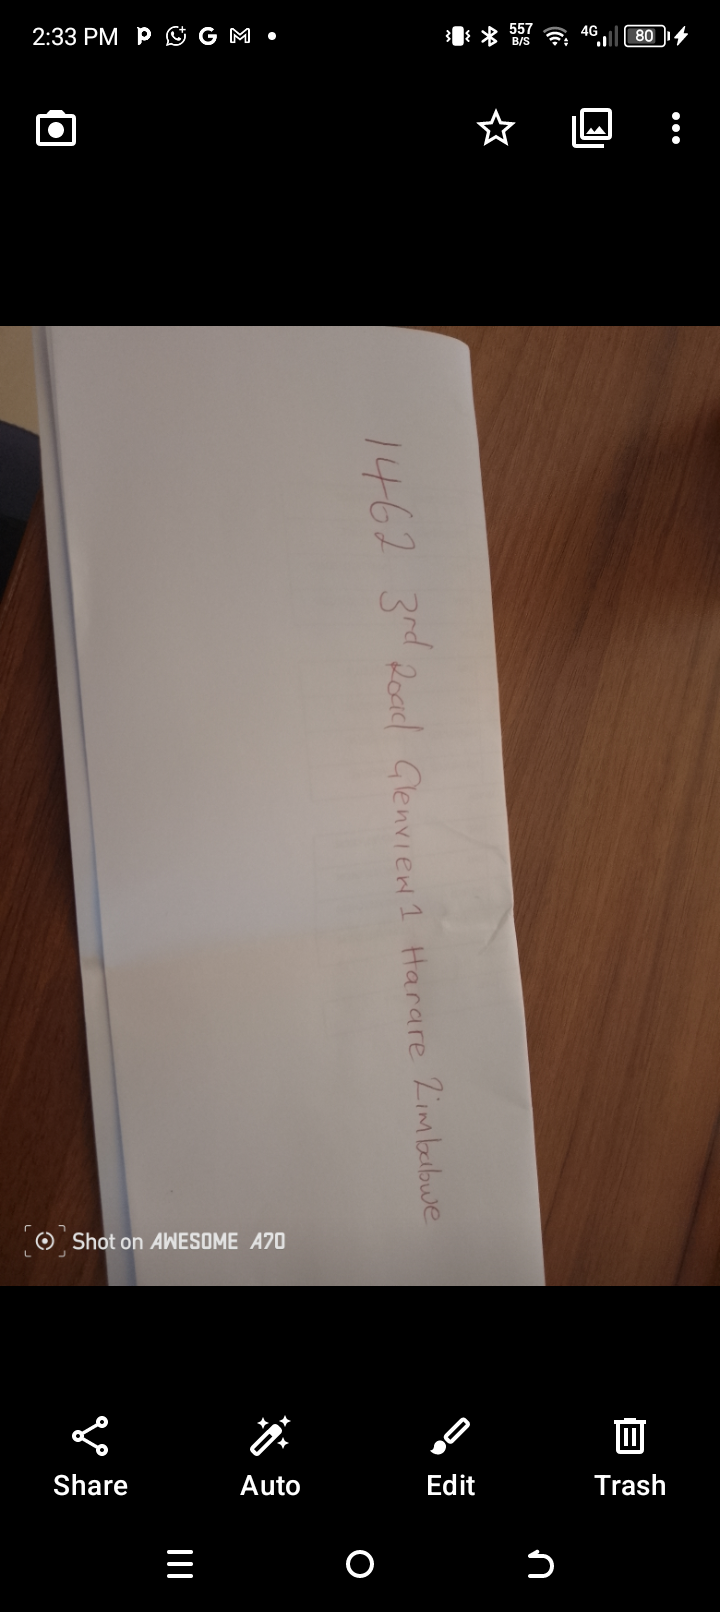 2:33 PM
557 B/S
4G
80
1462 3rd Road Glenview 1 Harare Zimbabwe
Shot on AWESOME A70
Share Auto Edit Trash